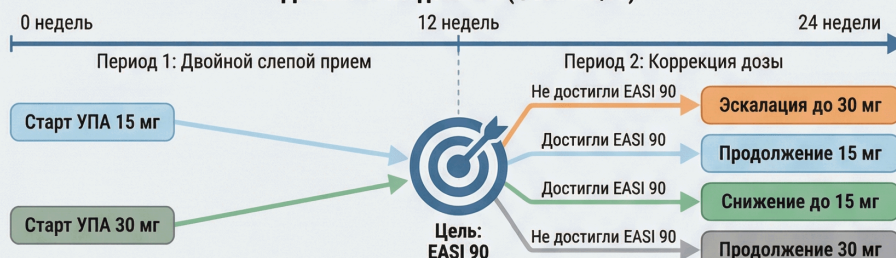 0 недель
12 недель
24 недели
Период 1: Двойной слепой прием
Период 2: Коррекция дозы
Старт УПА 15 мг
Старт УПА 30 мг
Цель:
EASI 90
Не достигли EASI 90
Эскалация до 30 мг
Достигли EASI 90
Продолжение 15 мг
Достигли EASI 90
Снижение до 15 мг
Не достигли EASI 90
Продолжение 30 мг